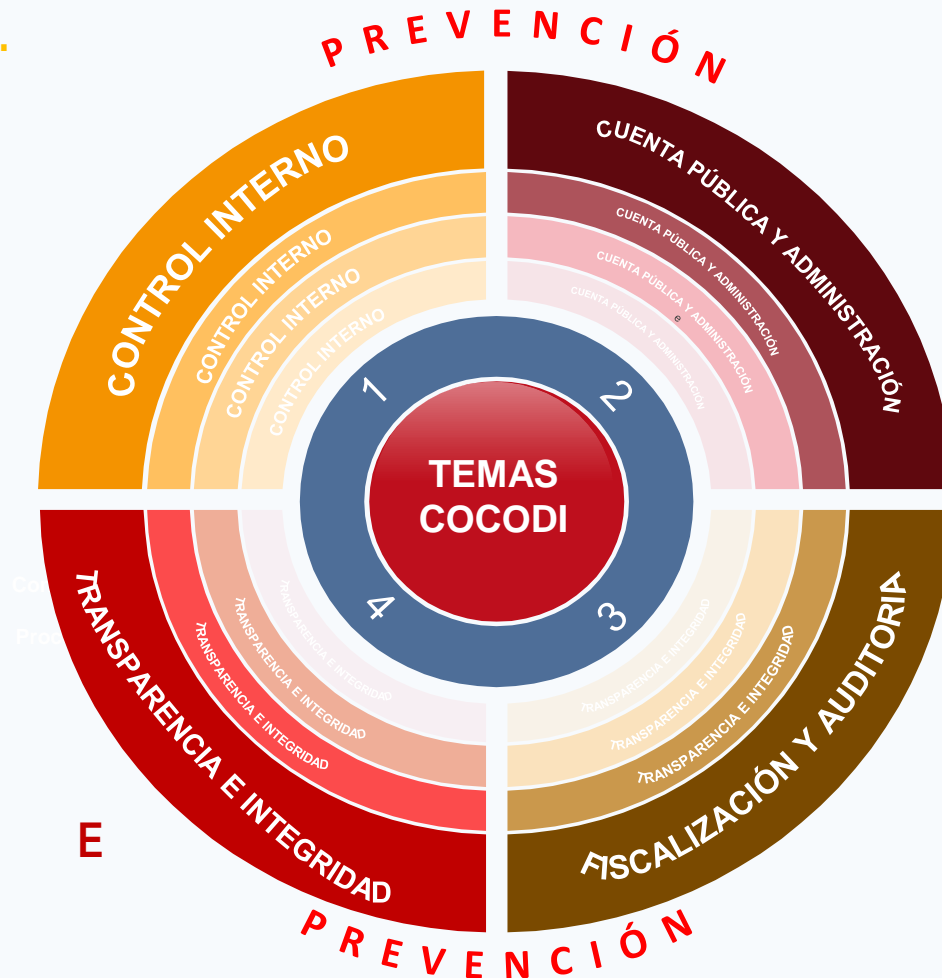 PREVENCIÓN
CONTROL INTERNO
CONTROL INTERNO
CONTROL INTERNO
CONTROL INTERNO
CUENTA PÚBLICA Y ADMINISTRACIÓN
CUENTA PÚBLICA Y ADMINISTRACIÓN
CUENTA PÚBLICA Y ADMINISTRACIÓN
CUENTA PÚBLICA Y ADMINISTRACIÓN
e
1
2
TEMAS
COCODI
4
3
TRANSPARENCIA E INTEGRIDAD
TRANSPARENCIA E INTEGRIDAD
TRANSPARENCIA E INTEGRIDAD
TRANSPARENCIA E INTEGRIDAD
TRANSPARENCIA E INTEGRIDAD
TRANSPARENCIA E INTEGRIDAD
TRANSPARENCIA E INTEGRIDAD
FISCALIZACIÓN Y AUDITORIA
E
PREVENCIÓN